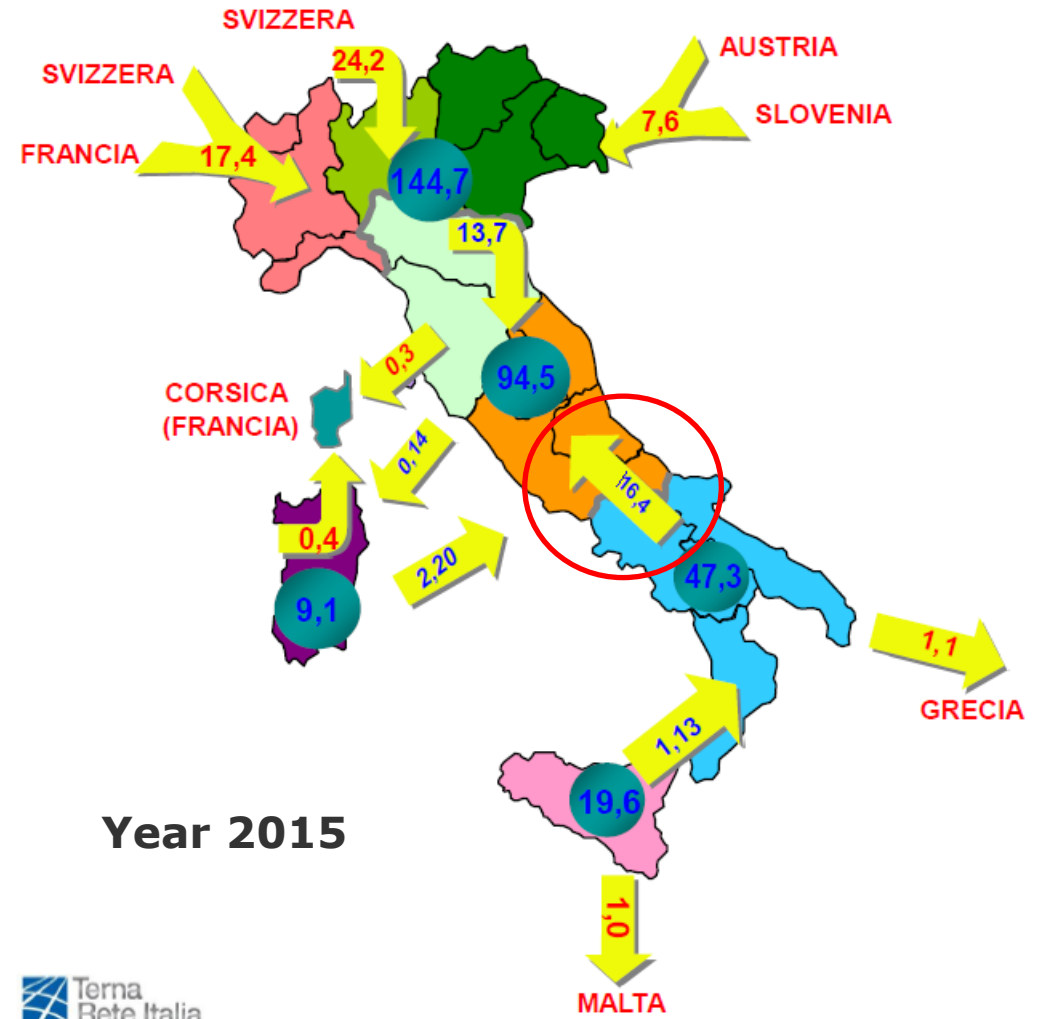 SVIZZERA
24,2
SVIZZERA
AUSTRIA
7,6
SLOVENIA
FRANCIA
17,4
144,7
13,7
0,3
94,5
CORSICA
(FRANCIA)
0,14
16,4
0,4
2,20
47,3
9,1
1,1
GRECIA
1,13
19,6
Year 2015
1,0
MALTA
Terna
Rete Italia